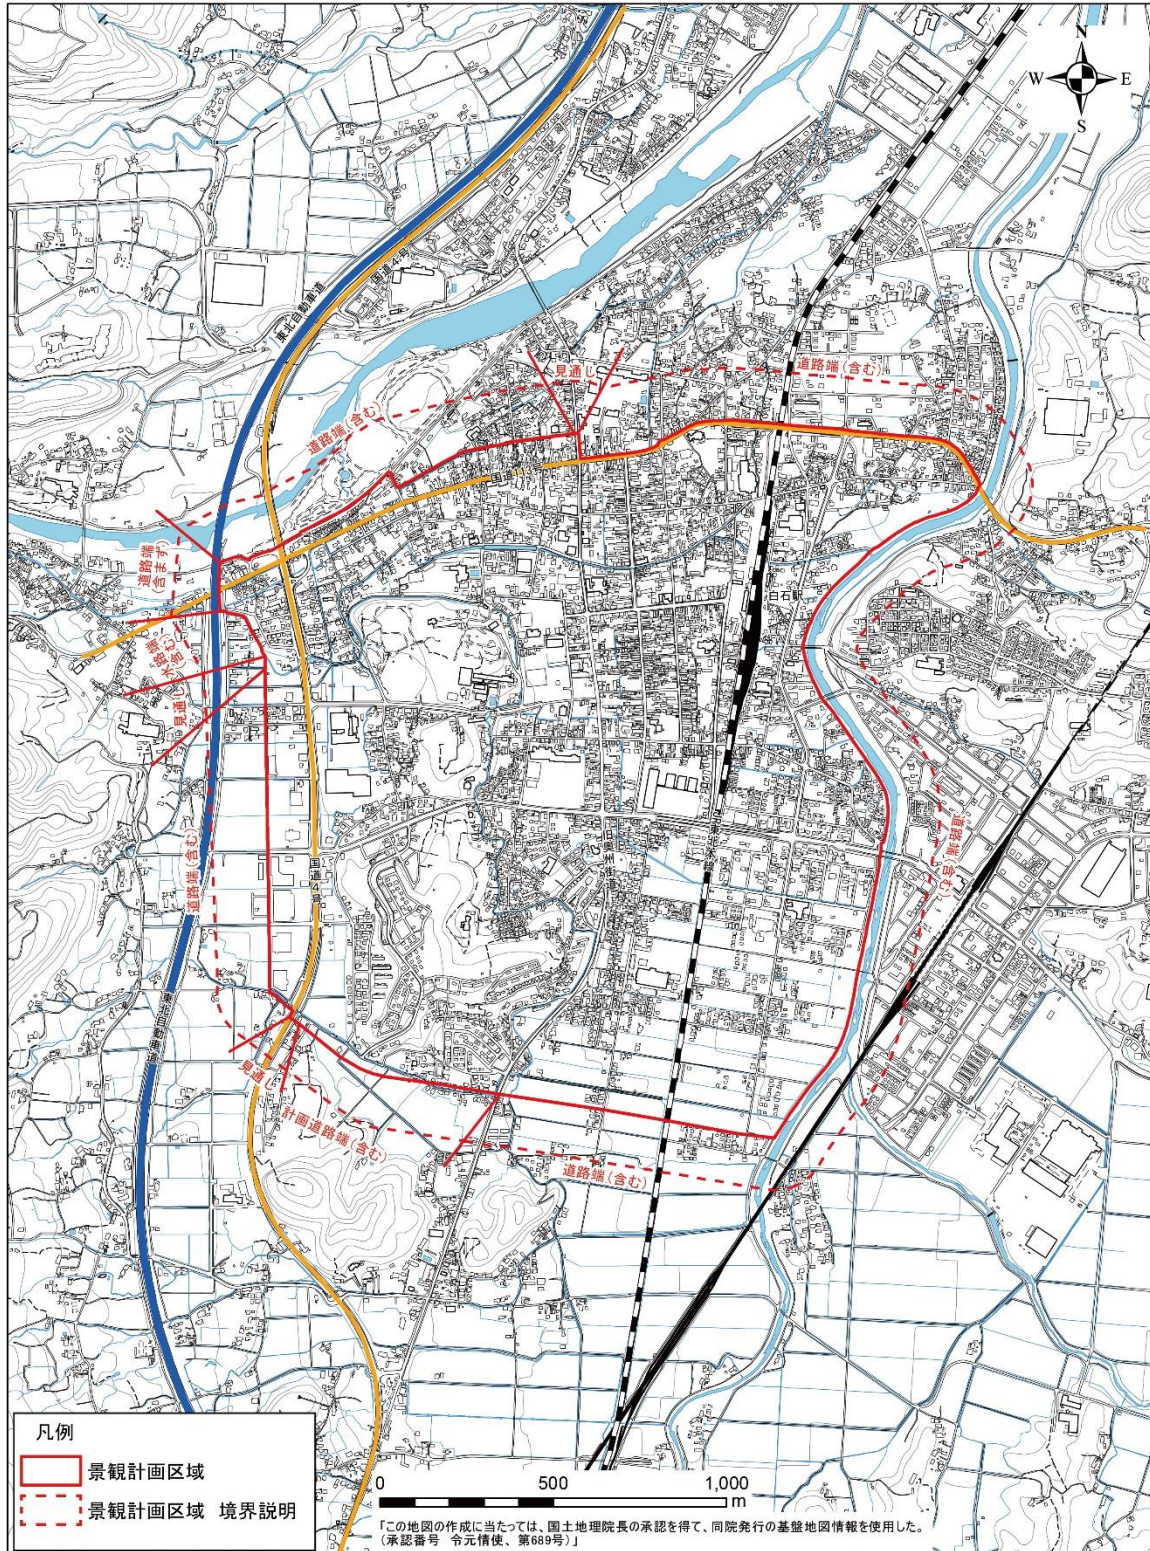 N
W E
S
東北自動車道
国道4号
見通し
道路端(含む)
道路端(含む)
道路端
(含まず)
見通し
道路端(含む)
道路端(含む)
国道4号
見通し
計画道路端(含む)
道路端(含む)
凡例
景観計画区域
景観計画区域 境界説明
0 500 1,000
m
「この地図の作成に当たっては、国土地理院長の承認を得て、同院発行の基盤地図情報を使用した。
(承認番号 令元情使、第689号)」